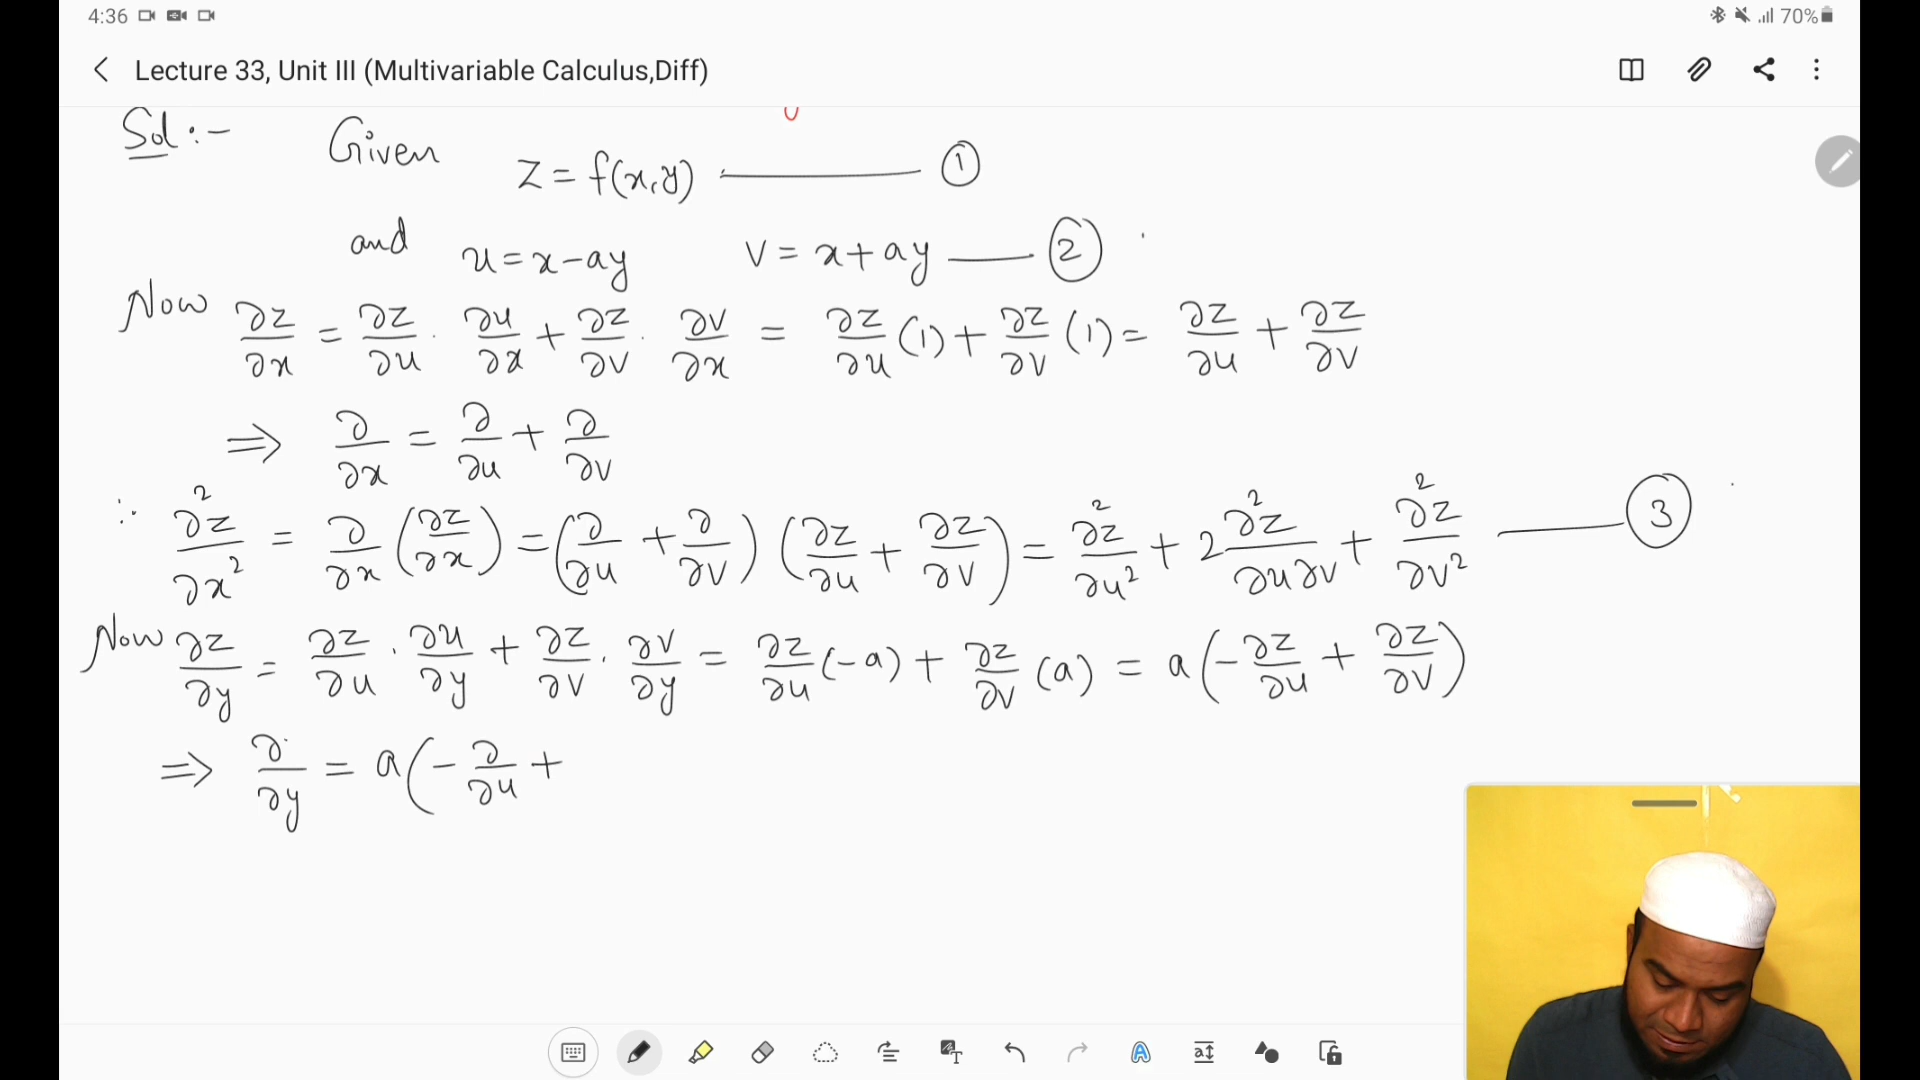 4:36 70%
Lecture 33, Unit III (Multivariable Calculus,Diff)
Sol :- Given z = f(x,y) ——— ①
and u = x-ay v = x+ay —— ②
Now ∂z/∂x = ∂z/∂u · ∂u/∂x + ∂z/∂v · ∂v/∂x = ∂z/∂u (1) + ∂z/∂v (1) = ∂z/∂u + ∂z/∂v
⇒ ∂/∂x = ∂/∂u + ∂/∂v
∴ ∂²z/∂x² = ∂/∂x (∂z/∂x) = (∂/∂u + ∂/∂v) (∂z/∂u + ∂z/∂v) = ∂²z/∂u² + 2 ∂²z/∂u∂v + ∂²z/∂v² ——— ③
Now ∂z/∂y = ∂z/∂u · ∂u/∂y + ∂z/∂v · ∂v/∂y = ∂z/∂u (-a) + ∂z/∂v (a) = a(-∂z/∂u + ∂z/∂v)
⇒ ∂/∂y = a(-∂/∂u +